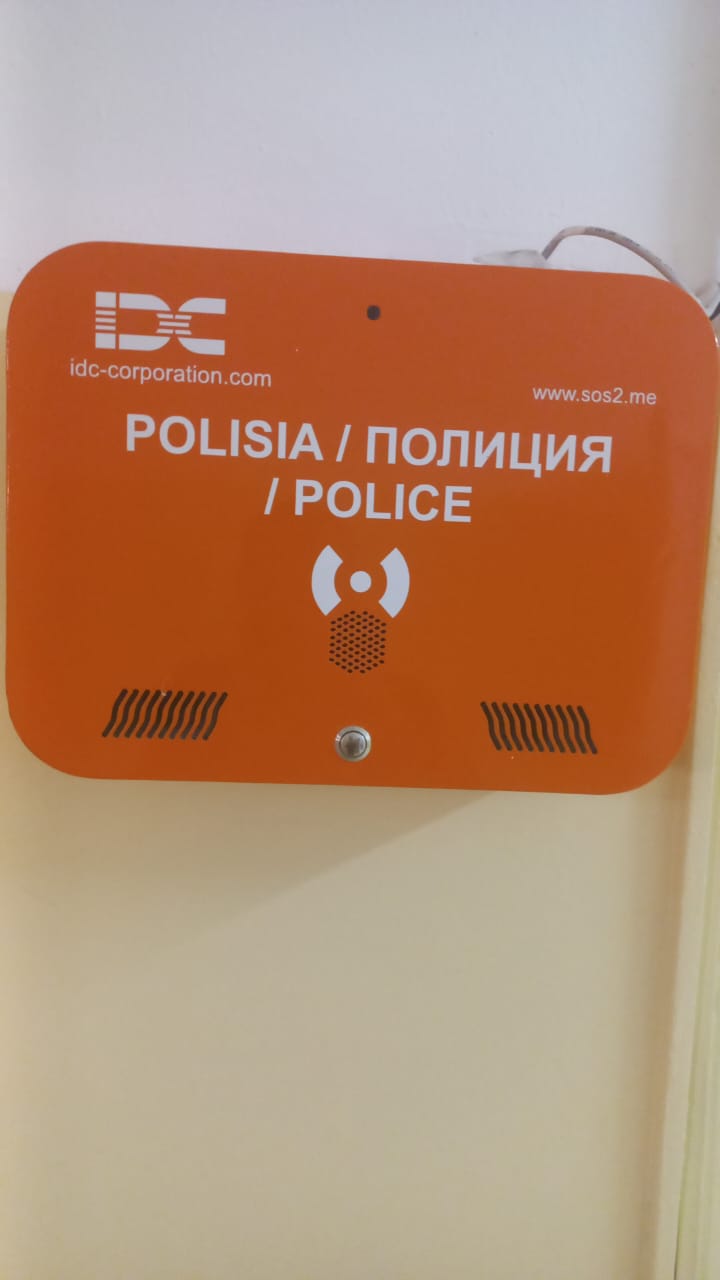 IDC
idc-corporation.com
www.sos2.me
POLISIA / ПОЛИЦИЯ
/ POLICE